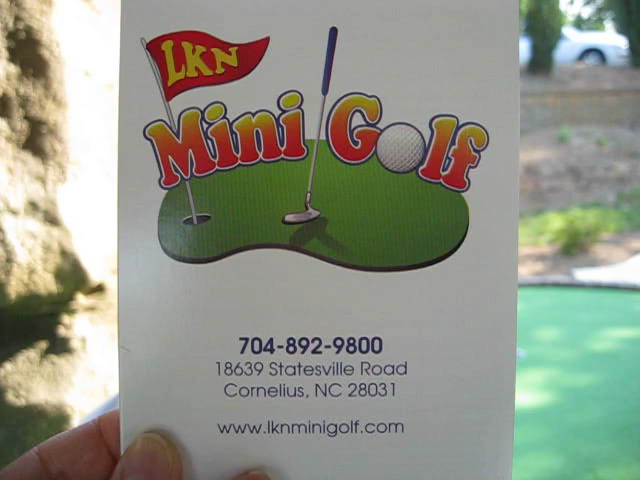 LKN
Mini Golf
704-892-9800
18639 Statesville Road
Cornelius, NC 28031
www.lknminigolf.com